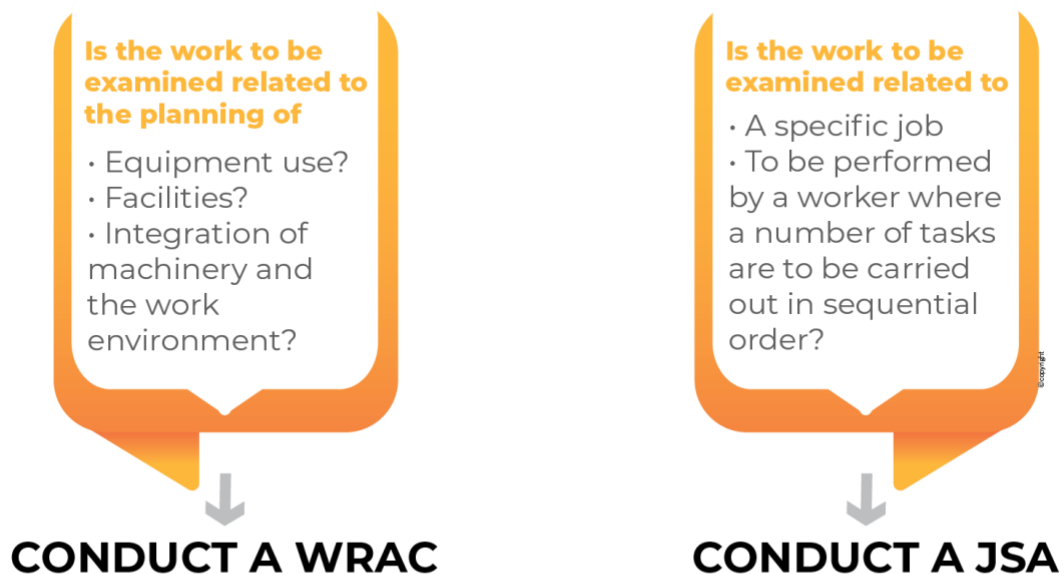 Is the work to be
examined related to
the planning of
• Equipment use?
• Facilities?
• Integration of
machinery and
the work
environment?
CONDUCT A WRAC
Is the work to be
examined related to
• A specific job
• To be performed
by a worker where
a number of tasks
are to be carried
out in sequential
order?
©copyright
CONDUCT A JSA